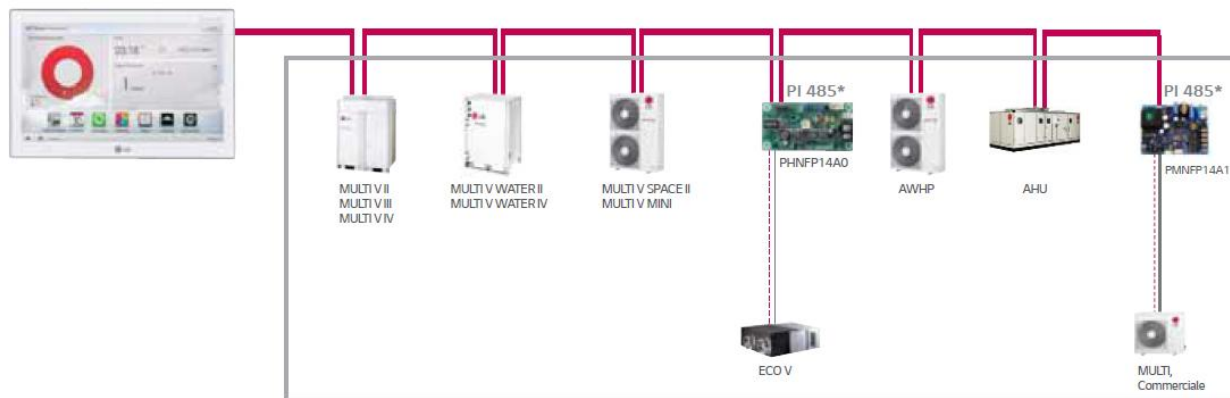 PI 485*
PI 485*
PHNFP14A0
PMNFP14A1
MULTI V II
MULTI V III
MULTI V IV
MULTI V WATER II
MULTI V WATER IV
MULTI V SPACE II
MULTI V MINI
AWHP
AHU
ECO V
MULTI,
Commerciale